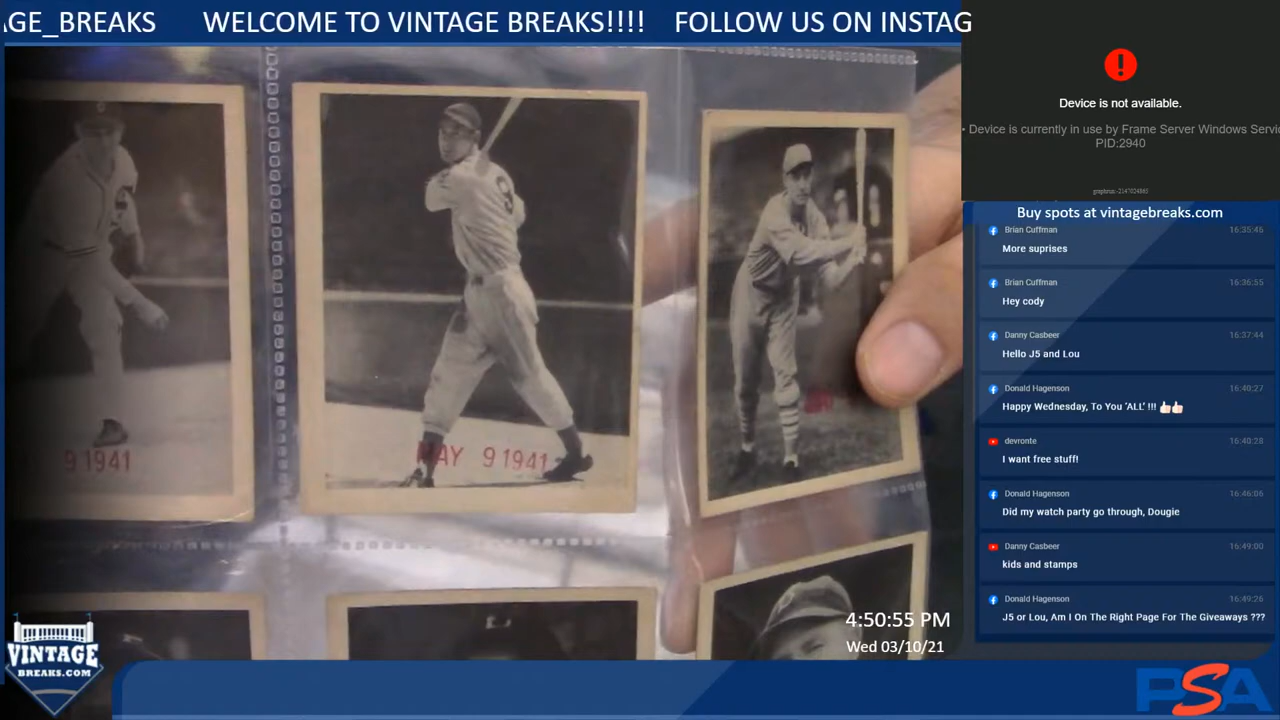 AGE_BREAKS WELCOME TO VINTAGE BREAKS!!!! FOLLOW US ON INSTAG
Device is not available.
• Device is currently in use by Frame Server Windows Servic
PID:2940
Buy spots at vintagebreaks.com
Brian Cuffman 16:35:45
More suprises
Brian Cuffman 16:36:55
Hey cody
Danny Casbeer 16:37:44
Hello J5 and Lou
Donald Hagenson 16:40:27
Happy Wednesday, To You 'ALL' !!! 👍🏻👍🏻
devronte 16:40:28
I want free stuff!
Donald Hagenson 16:46:06
Did my watch party go through, Dougie
Danny Casbeer 16:49:00
kids and stamps
Donald Hagenson 16:49:26
J5 or Lou, Am I On The Right Page For The Giveaways ???
9
9 1941
MAY 9 1941
4:50:55 PM
Wed 03/10/21
VINTAGE
BREAKS.COM
PSA